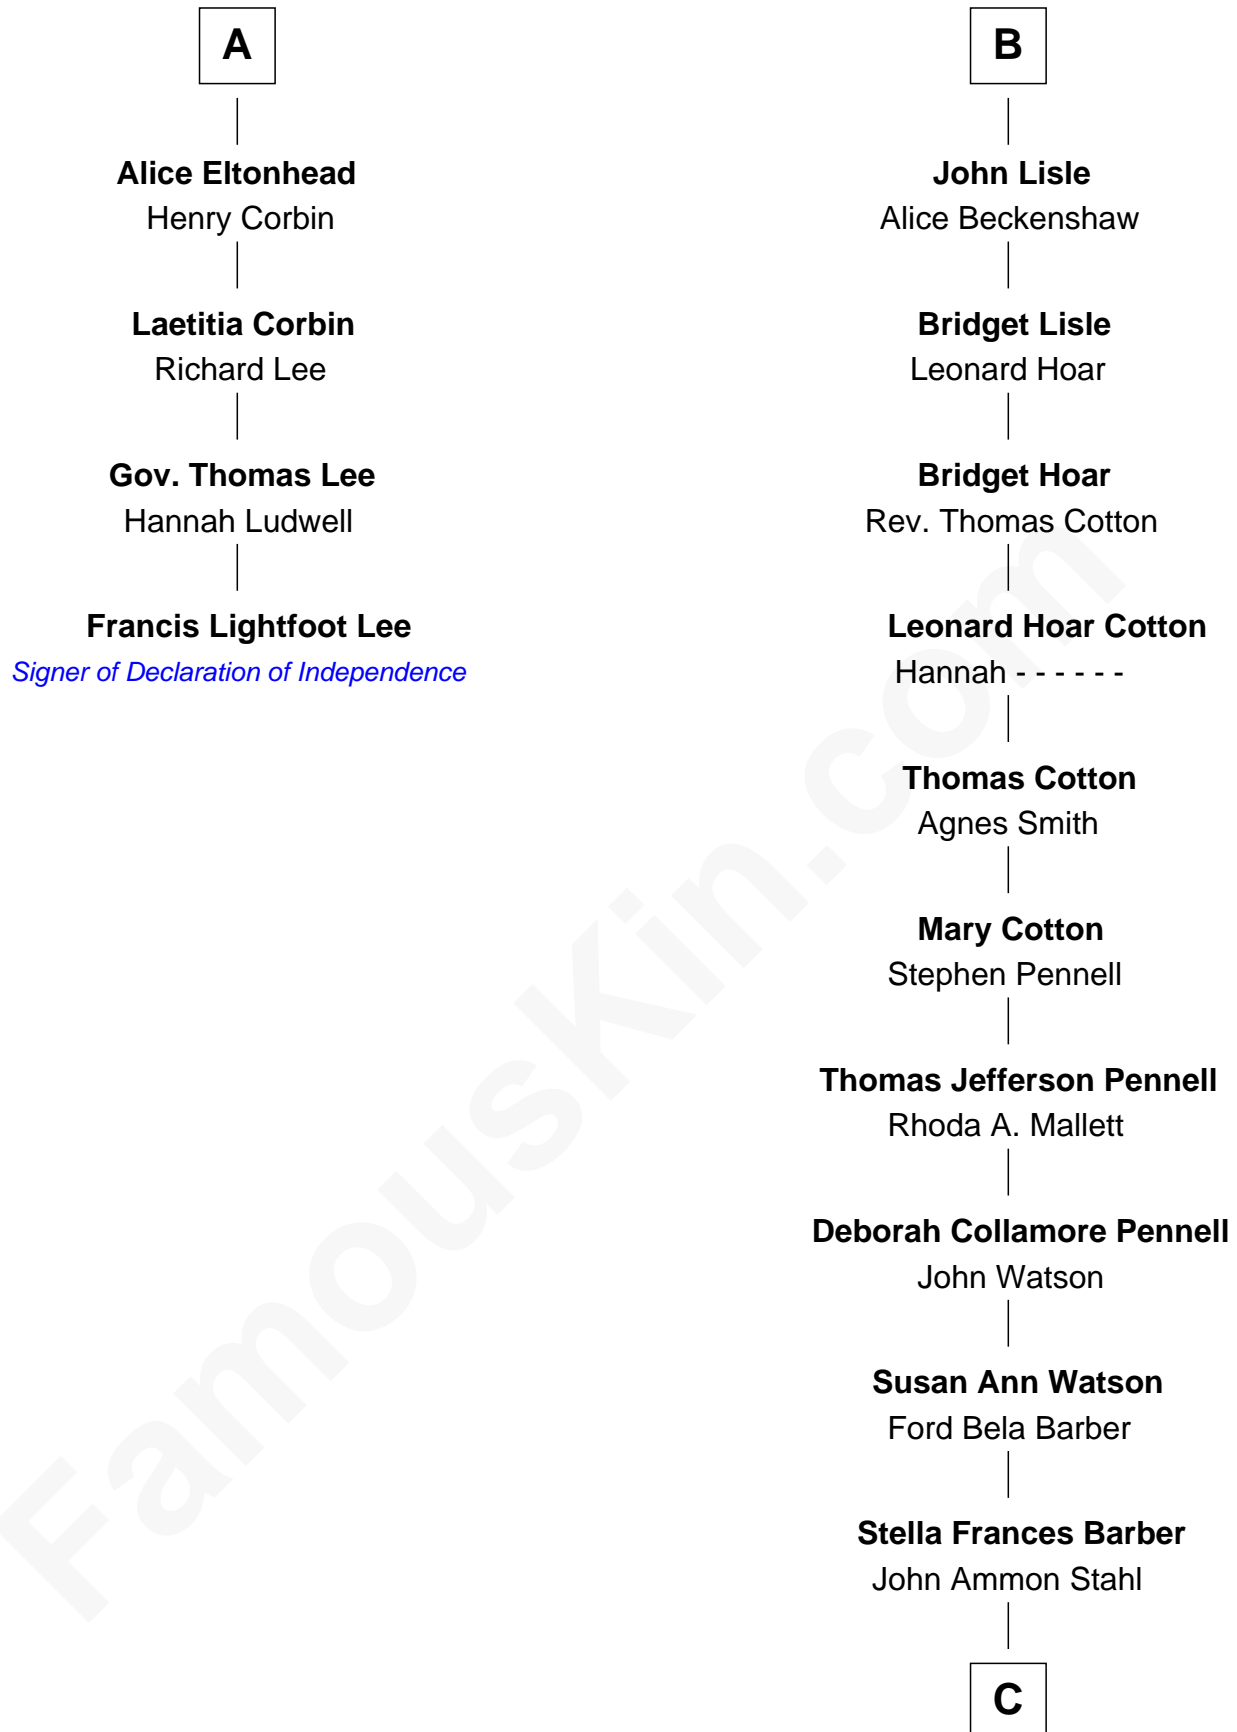 A
Alice Eltonhead
Henry Corbin
Laetitia Corbin
Richard Lee
Gov. Thomas Lee
Hannah Ludwell
Francis Lightfoot Lee
Signer of Declaration of Independence
B
John Lisle
Alice Beckenshaw
Bridget Lisle
Leonard Hoar
Bridget Hoar
Rev. Thomas Cotton
Leonard Hoar Cotton
Hannah - - - - - -
Thomas Cotton
Agnes Smith
Mary Cotton
Stephen Pennell
Thomas Jefferson Pennell
Rhoda A. Mallett
Deborah Collamore Pennell
John Watson
Susan Ann Watson
Ford Bela Barber
Stella Frances Barber
John Ammon Stahl
C
FamousKin.com